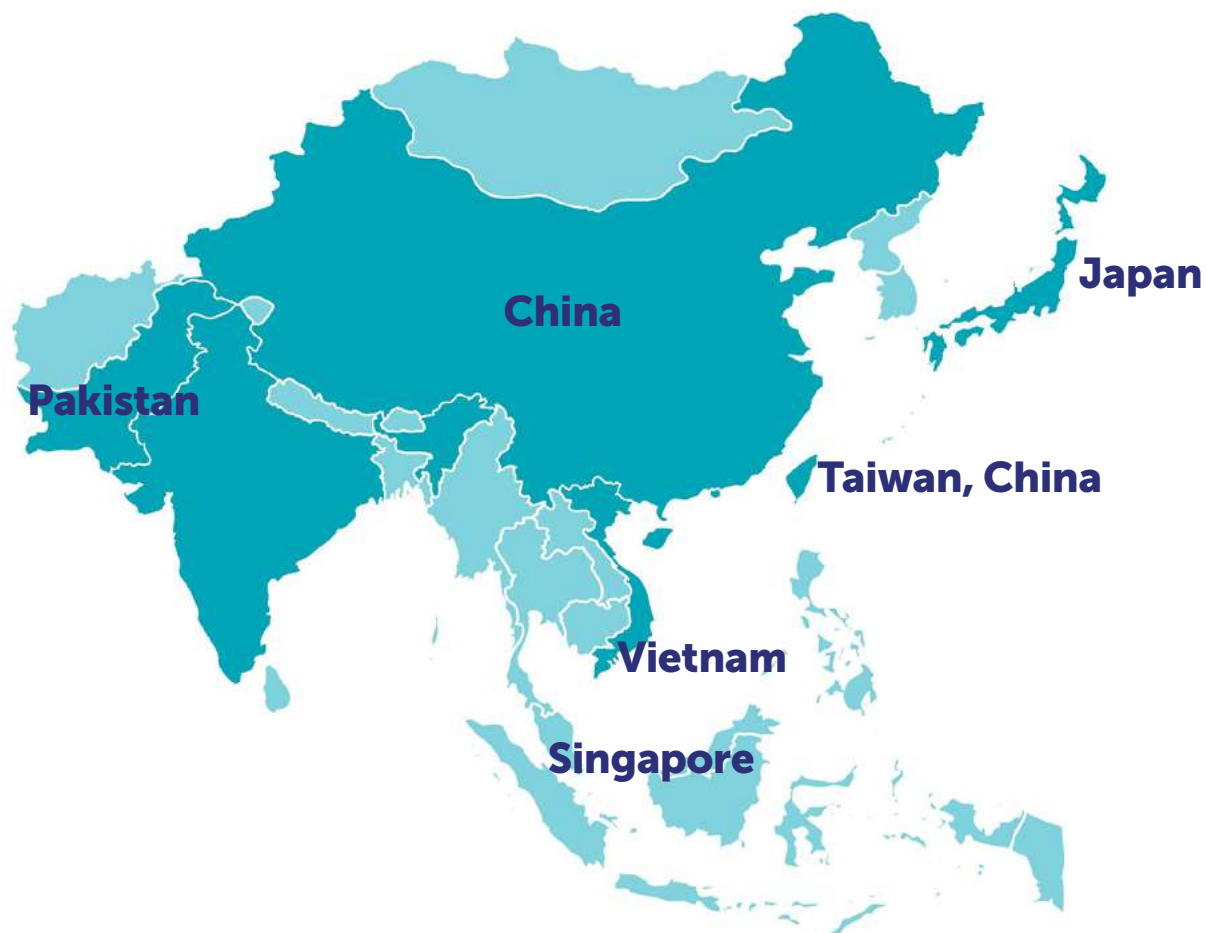 Japan
China
Pakistan
Taiwan, China
Vietnam
Singapore